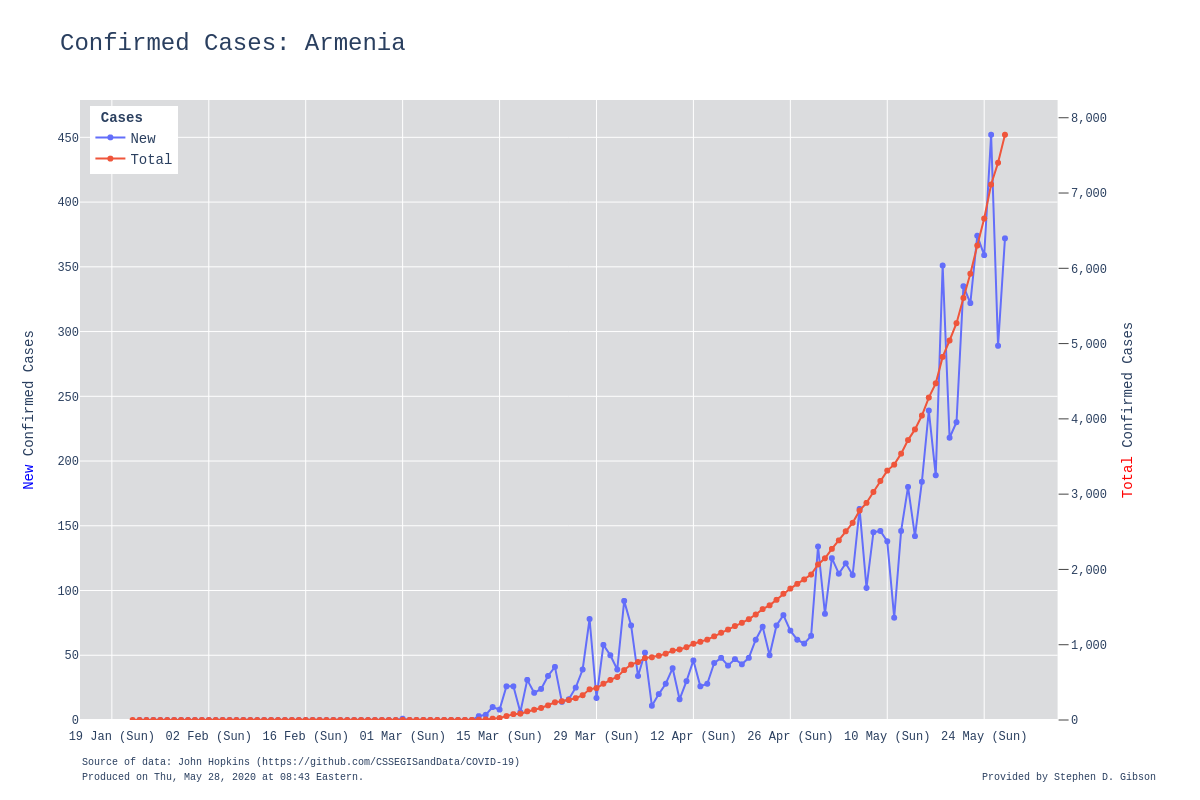 Confirmed Cases: Armenia
Cases
New
Total
450
400
350
300
250
200
150
100
50
0
8,000
7,000
6,000
5,000
4,000
3,000
2,000
1,000
0
New Confirmed Cases
Total Confirmed Cases
19 Jan (Sun) 02 Feb (Sun) 16 Feb (Sun) 01 Mar (Sun) 15 Mar (Sun) 29 Mar (Sun) 12 Apr (Sun) 26 Apr (Sun) 10 May (Sun) 24 May (Sun)
Source of data: John Hopkins (https://github.com/CSSEGISandData/COVID-19)
Produced on Thu, May 28, 2020 at 08:43 Eastern.
Provided by Stephen D. Gibson